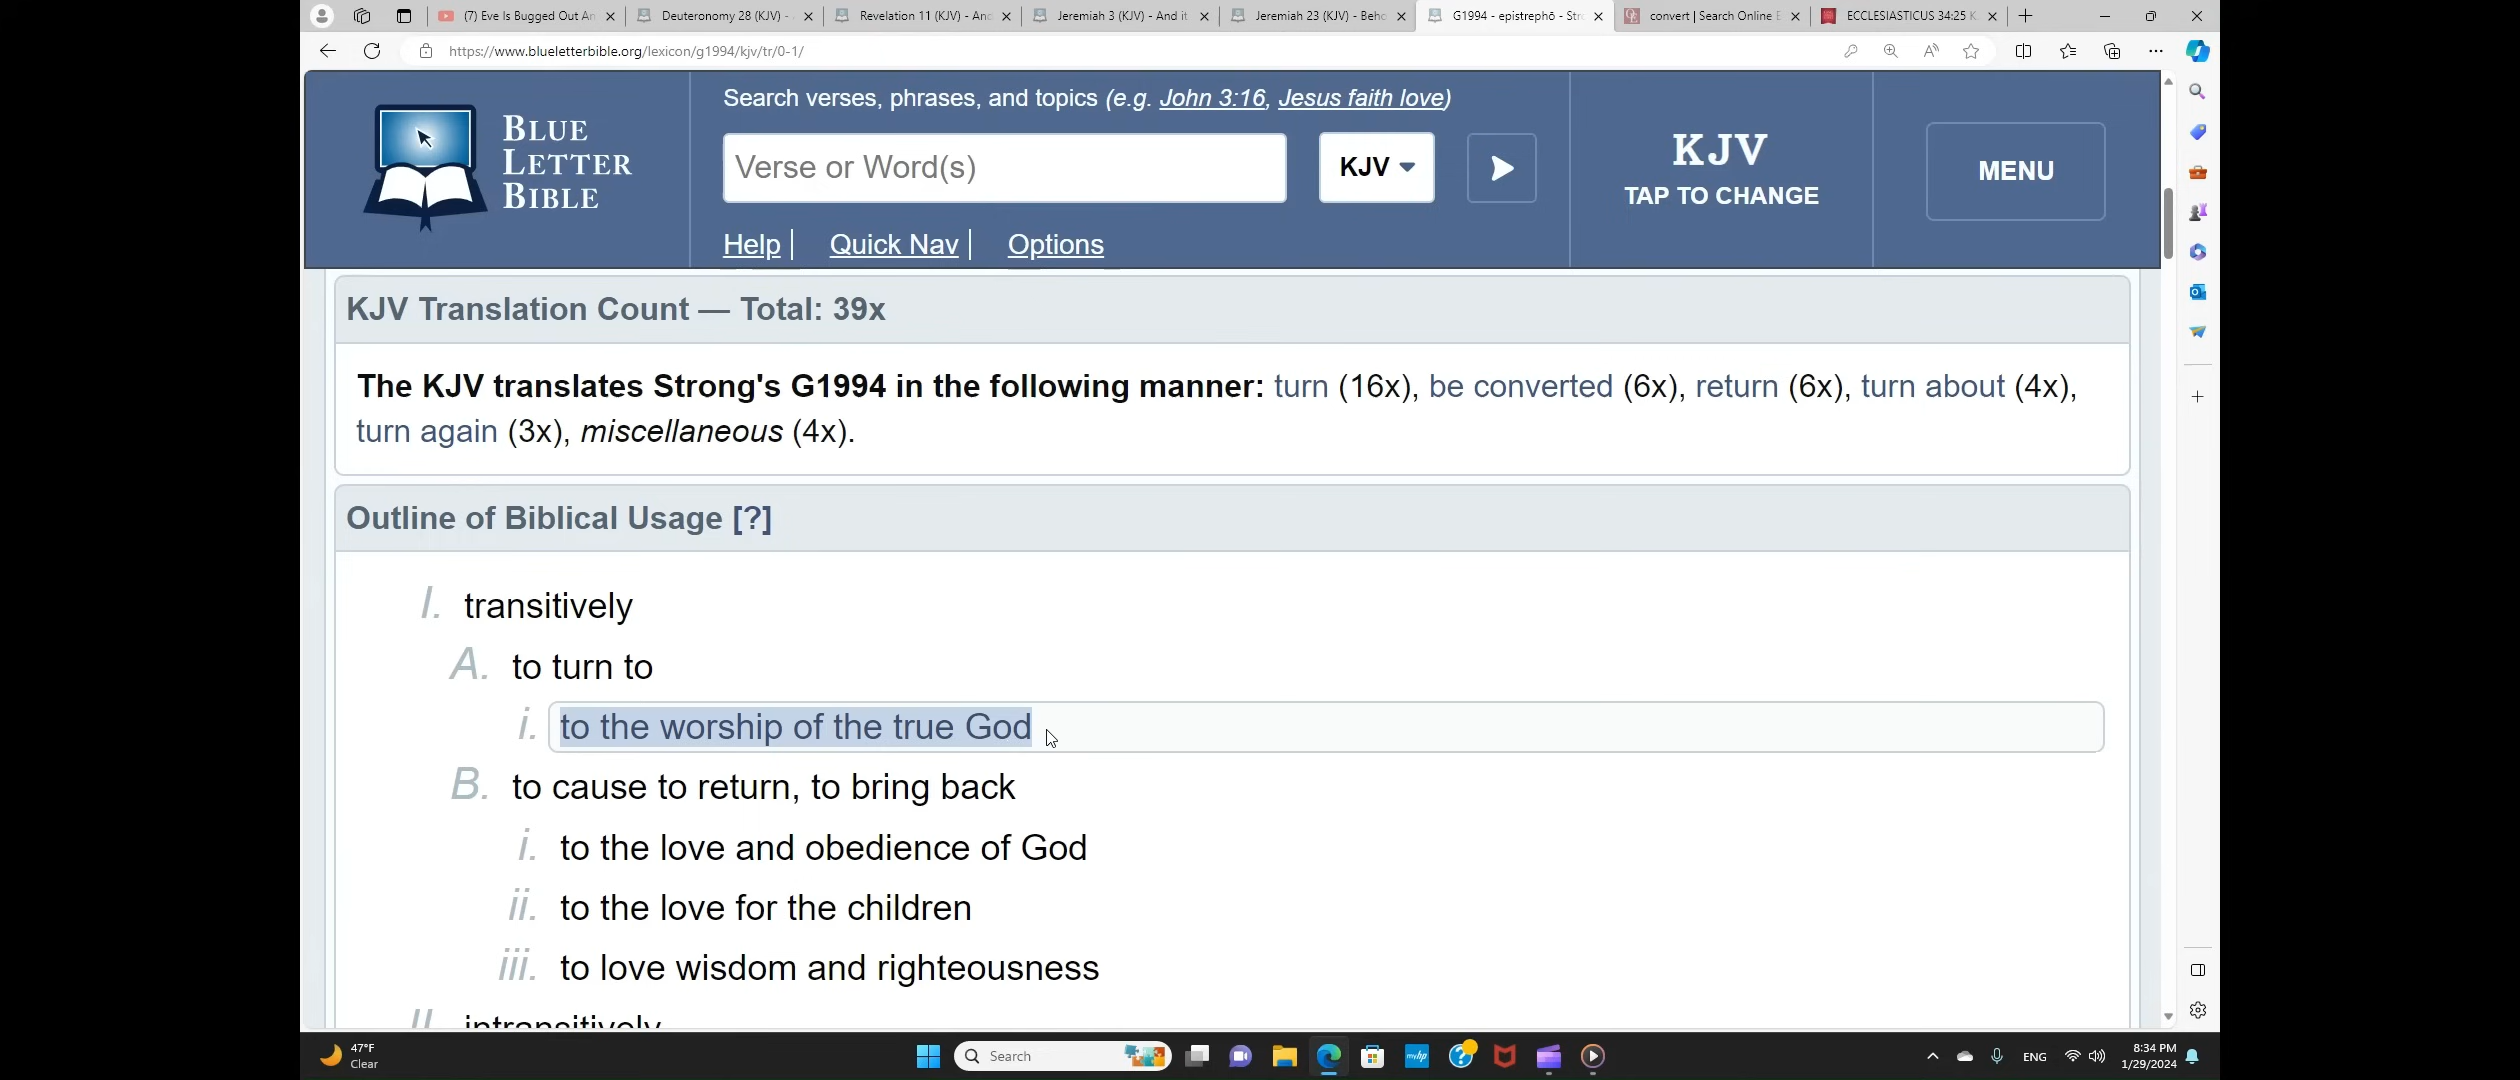 (7) Eve Is Bugged Out An
Deuteronomy 28 (KJV) -
Revelation 11 (KJV) - And
Jeremiah 3 (KJV) - And it
Jeremiah 23 (KJV) - Beho
G1994 - epistrephō - Str
convert | Search Online E
ECCLESIASTICUS 34:25 K
https://www.blueletterbible.org/lexicon/g1994/kjv/tr/0-1/
BLUE
LETTER
BIBLE
Search verses, phrases, and topics (e.g. John 3:16, Jesus faith love)
Verse or Word(s)
KJV
Help
Quick Nav
Options
KJV
TAP TO CHANGE
MENU
KJV Translation Count — Total: 39x
The KJV translates Strong's G1994 in the following manner: turn (16x), be converted (6x), return (6x), turn about (4x),
turn again (3x), miscellaneous (4x).
Outline of Biblical Usage [?]
I. transitively
A. to turn to
i. to the worship of the true God
B. to cause to return, to bring back
i. to the love and obedience of God
ii. to the love for the children
iii. to love wisdom and righteousness
II. intransitively
47°F
Clear
Search
myhp
ENG
8:34 PM
1/29/2024